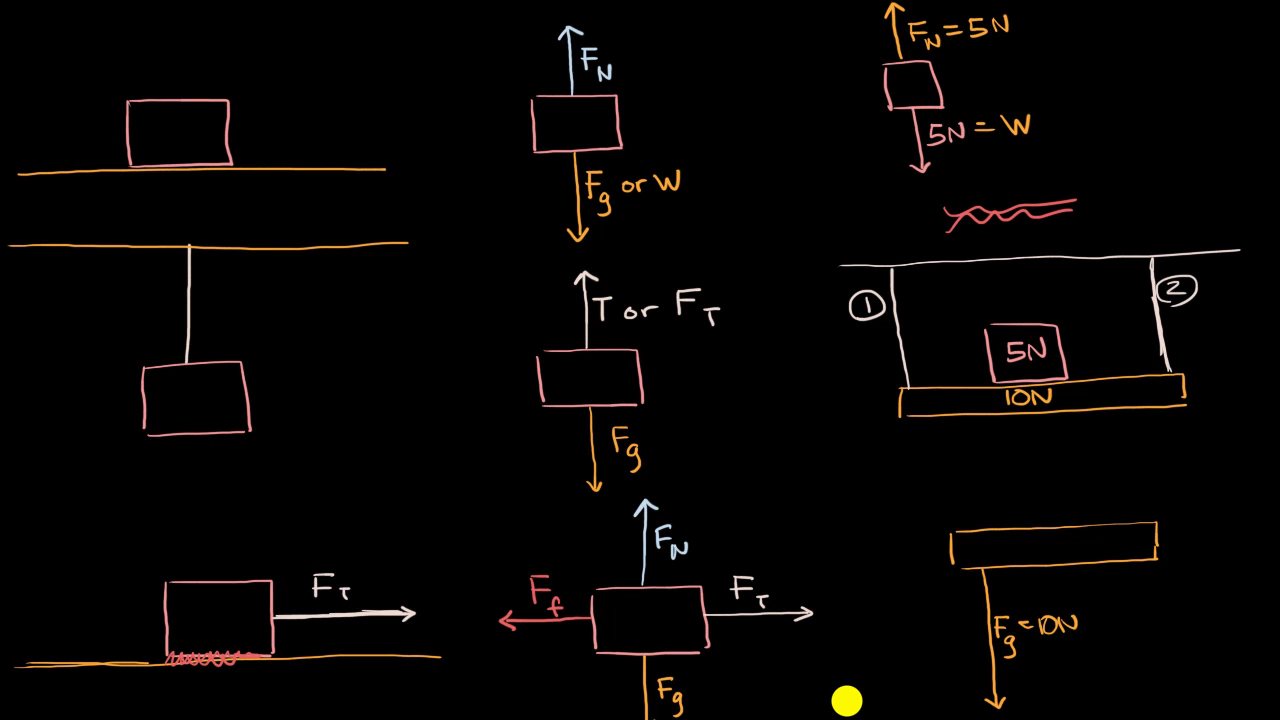 F_N
F_g or W
T or F_T
F_g
F_T
F_f
F_N
F_T
F_g
F_N = 5N
5N = W
①
②
5N
10N
F_g = 10N